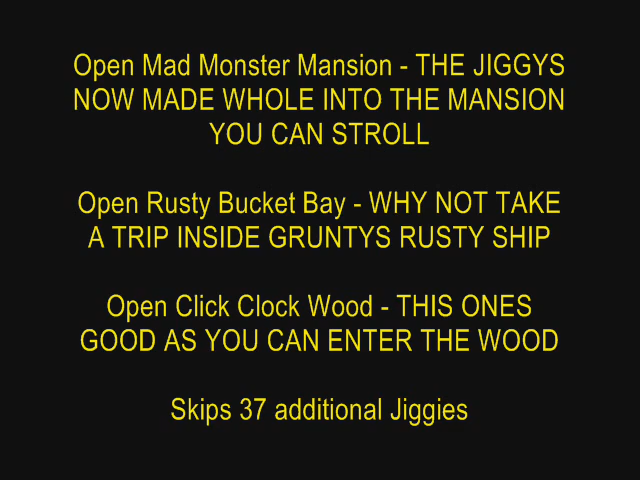 Open Mad Monster Mansion - THE JIGGYS
NOW MADE WHOLE INTO THE MANSION
YOU CAN STROLL
Open Rusty Bucket Bay - WHY NOT TAKE
A TRIP INSIDE GRUNTYS RUSTY SHIP
Open Click Clock Wood - THIS ONES
GOOD AS YOU CAN ENTER THE WOOD
Skips 37 additional Jiggies